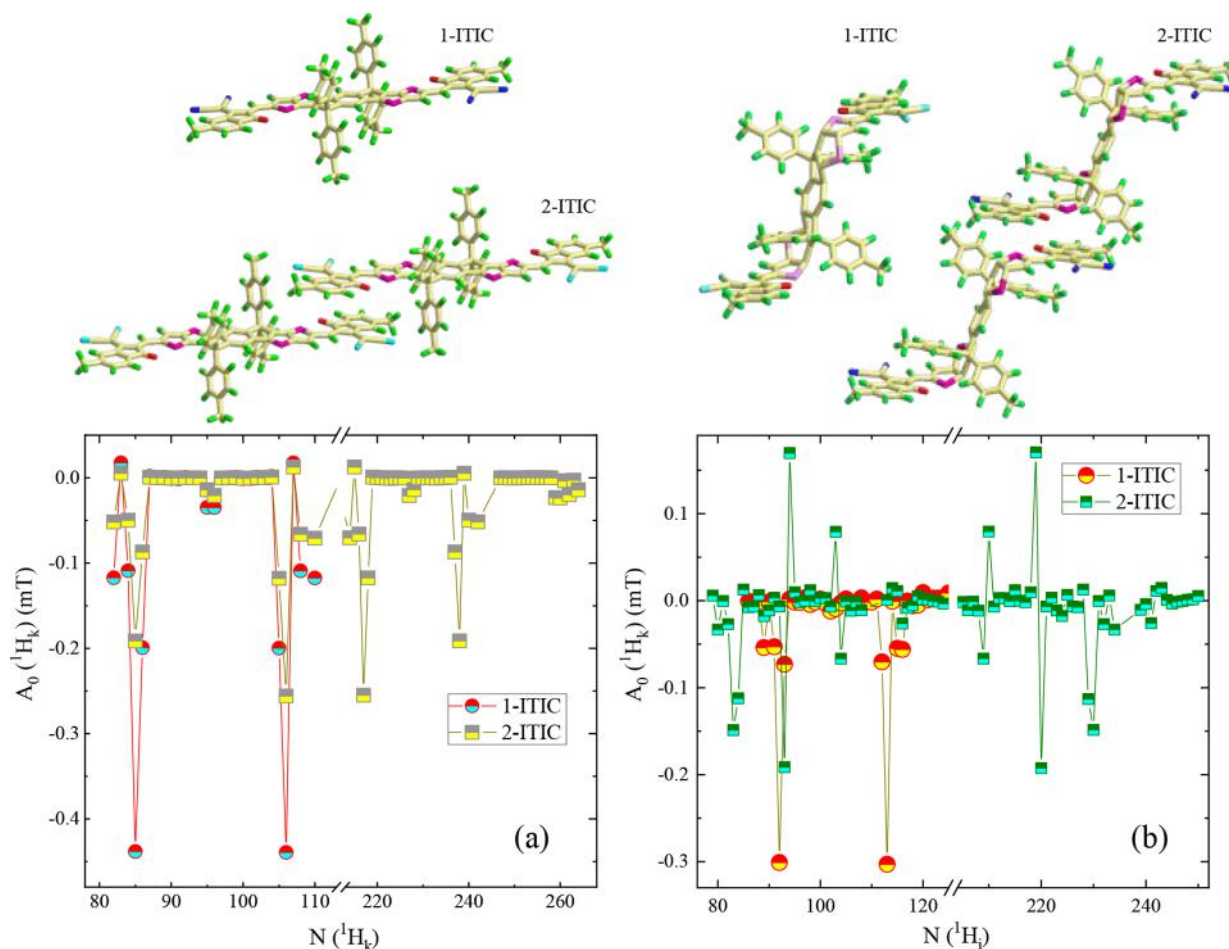 1-ITIC
2-ITIC
1-ITIC
2-ITIC
0.0
-0.1
-0.2
-0.3
-0.4
A₀ (¹Hₖ) (mT)
1-ITIC
2-ITIC
(a)
80 100 120 220 240 260
N (¹Hₖ)
0.1
0.0
-0.1
-0.2
-0.3
A₀ (¹Hₖ) (mT)
1-ITIC
2-ITIC
(b)
80 100 120 220 240
N (¹Hᵢ)